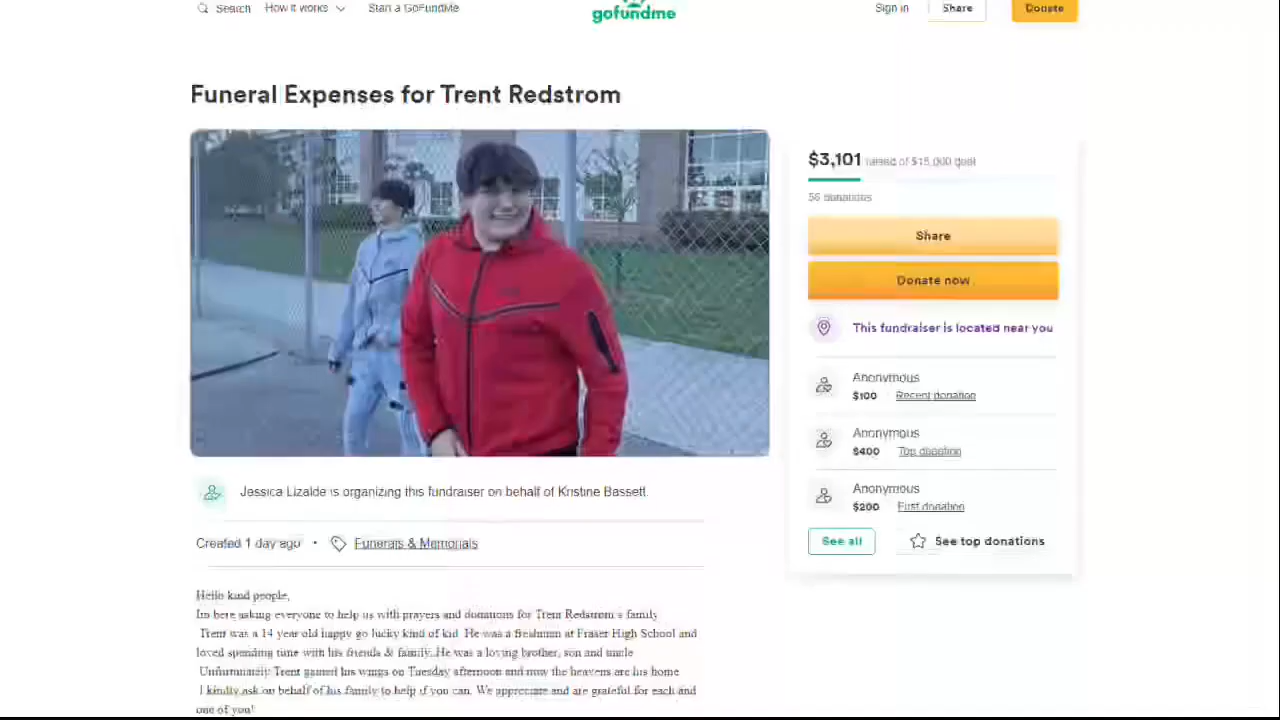 Search How it works Start a GoFundMe gofundme Sign in Share Donate
Funeral Expenses for Trent Redstrom
$3,101 raised of $15,000 goal
56 donations
Share
Donate now
This fundraiser is located near you
Anonymous
$100 Recent donation
Anonymous
$400 Top donation
Anonymous
$200 First donation
See all See top donations
Jessica Lizalde is organizing this fundraiser on behalf of Kristine Bassett
Created 1 day ago • Funerals & Memorials
Hello kind people,
Im here asking everyone to help us with prayers and donations for Trent Redstrom s family
Trent was a 14 year old happy go lucky kind of kid He was a freshman at Fraser High School and
loved spending time with his friends & family. He was a loving brother, son and uncle
Unfortunately Trent gained his wings on Tuesday afternoon and now the heavens are his home
I kindly ask on behalf of his family to help if you can. We appreciate and are grateful for each and
one of you!